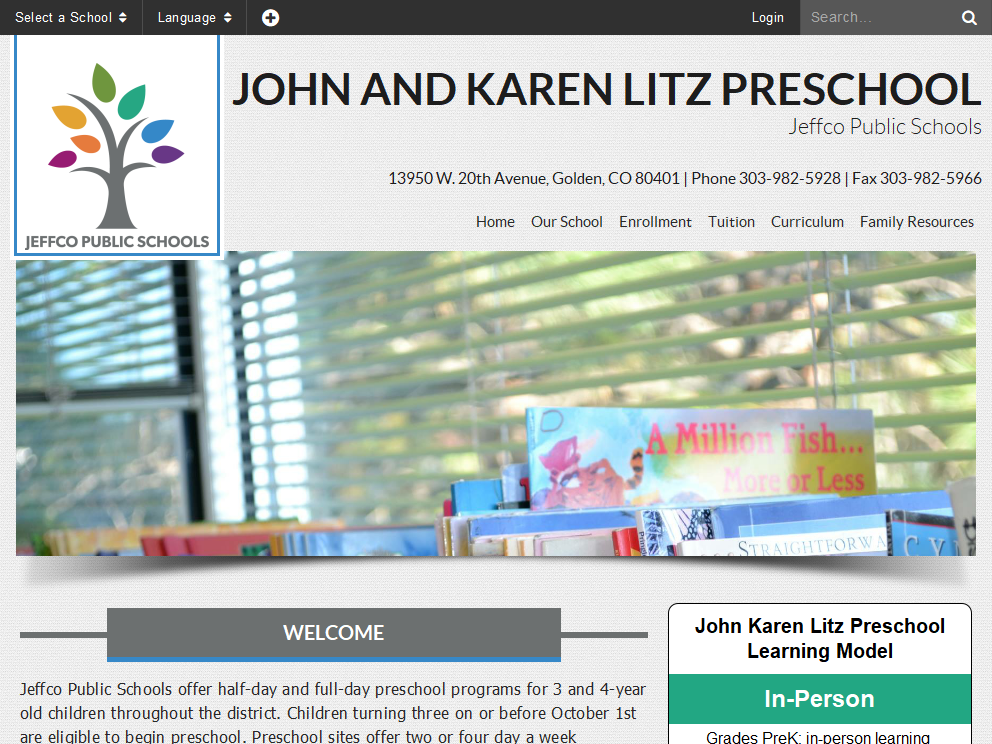 Select a School
Language
Login
Search...
JEFFCO PUBLIC SCHOOLS
JOHN AND KAREN LITZ PRESCHOOL
Jeffco Public Schools
13950 W. 20th Avenue, Golden, CO 80401 | Phone 303-982-5928 | Fax 303-982-5966
Home Our School Enrollment Tuition Curriculum Family Resources
A Million Fish...
More or Less
STRAIGHTFORWA
CY
WELCOME
Jeffco Public Schools offer half-day and full-day preschool programs for 3 and 4-year
old children throughout the district. Children turning three on or before October 1st
are eligible to begin preschool. Preschool sites offer two or four day a week
John Karen Litz Preschool
Learning Model
In-Person
Grades PreK: in-person learning